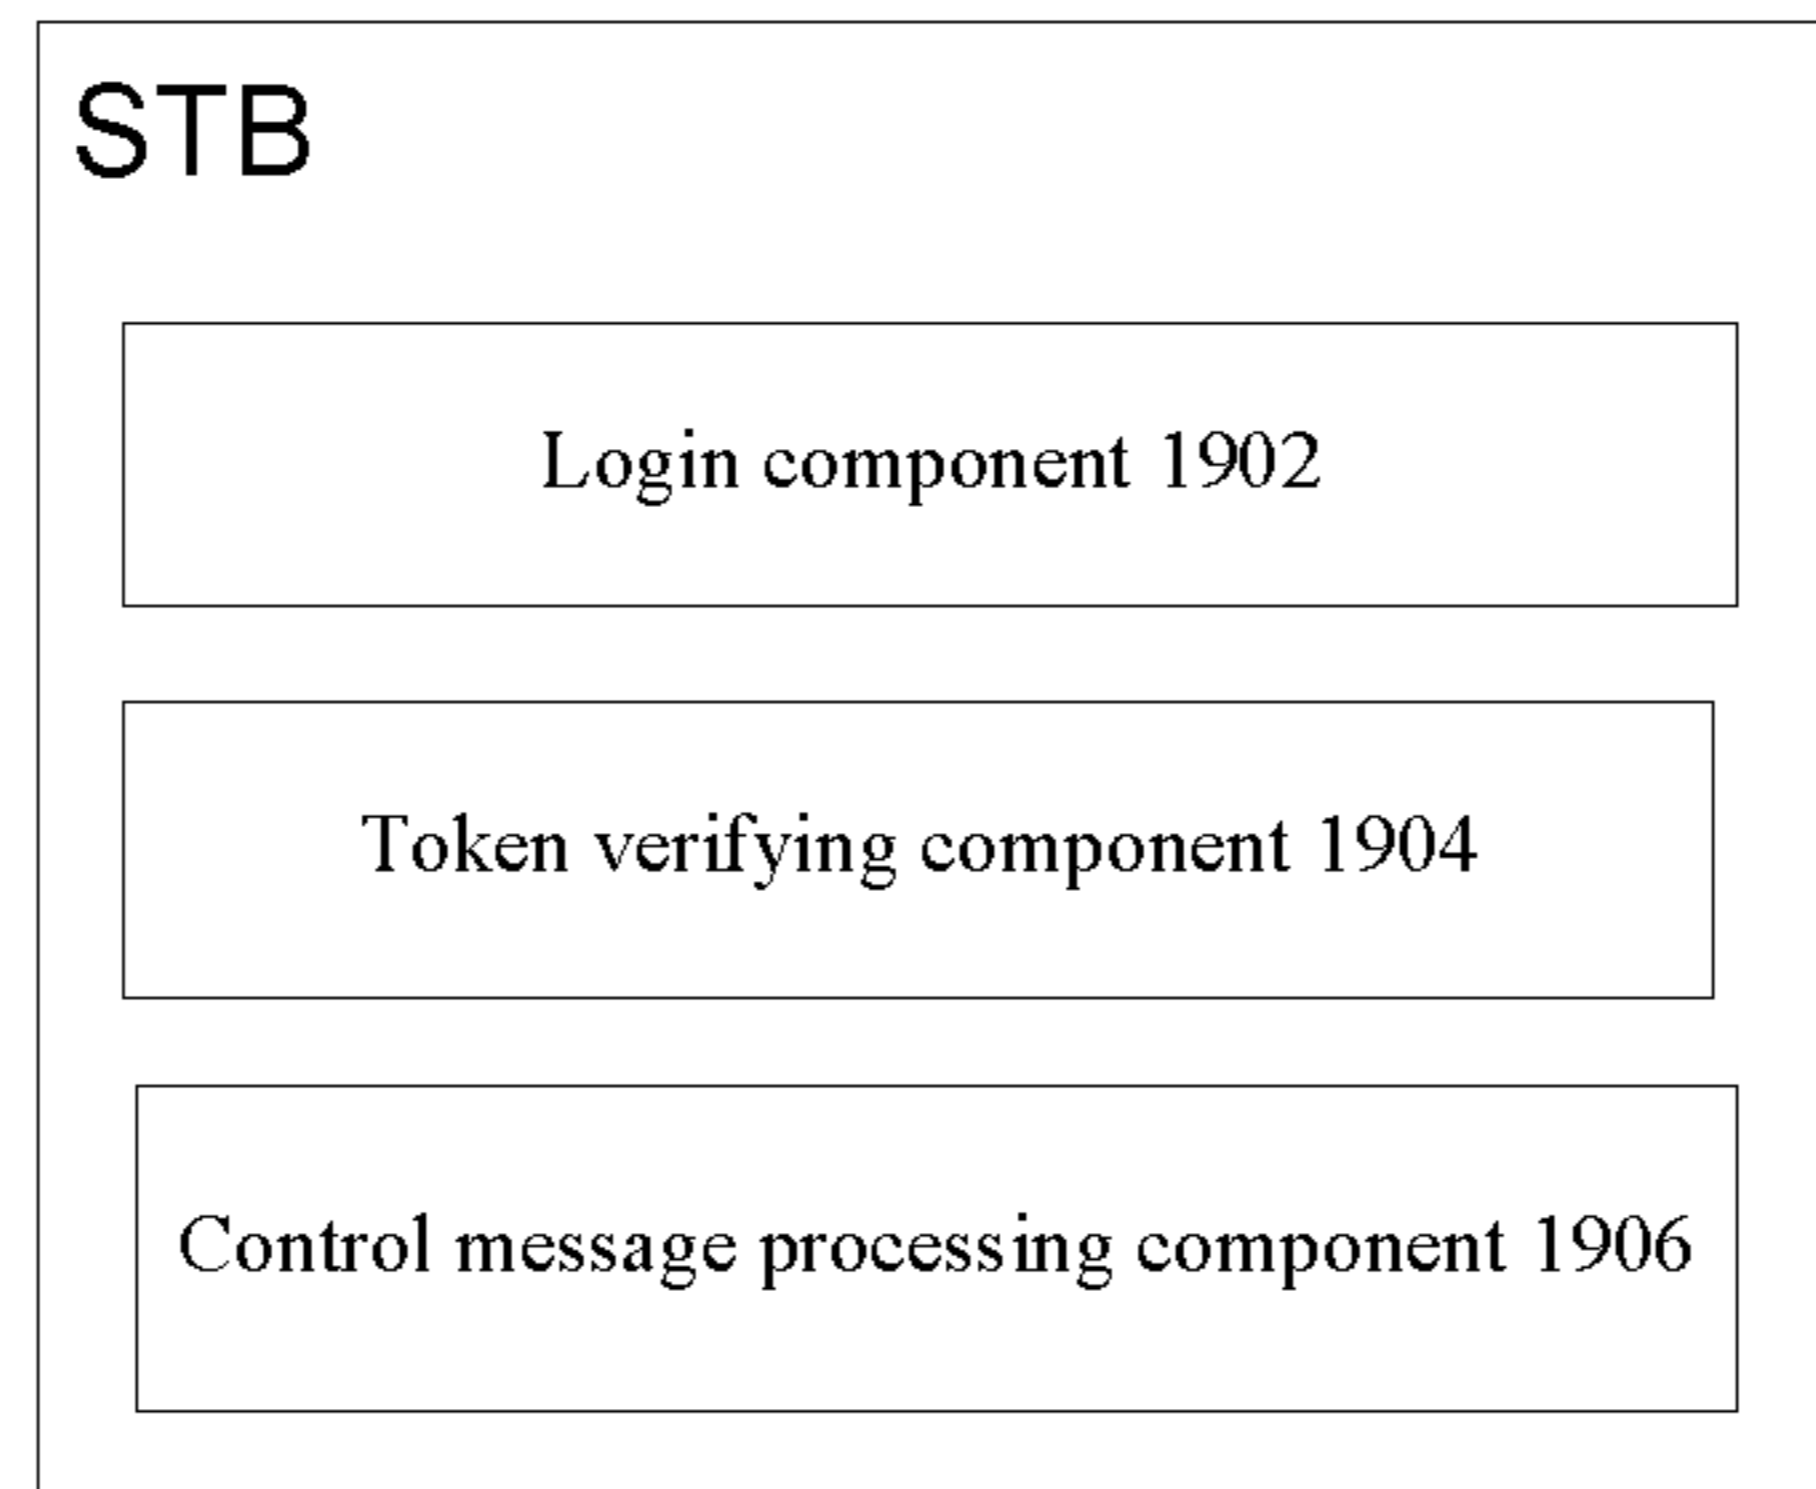 STB
Login component 1902
Token verifying component 1904
Control message processing component 1906